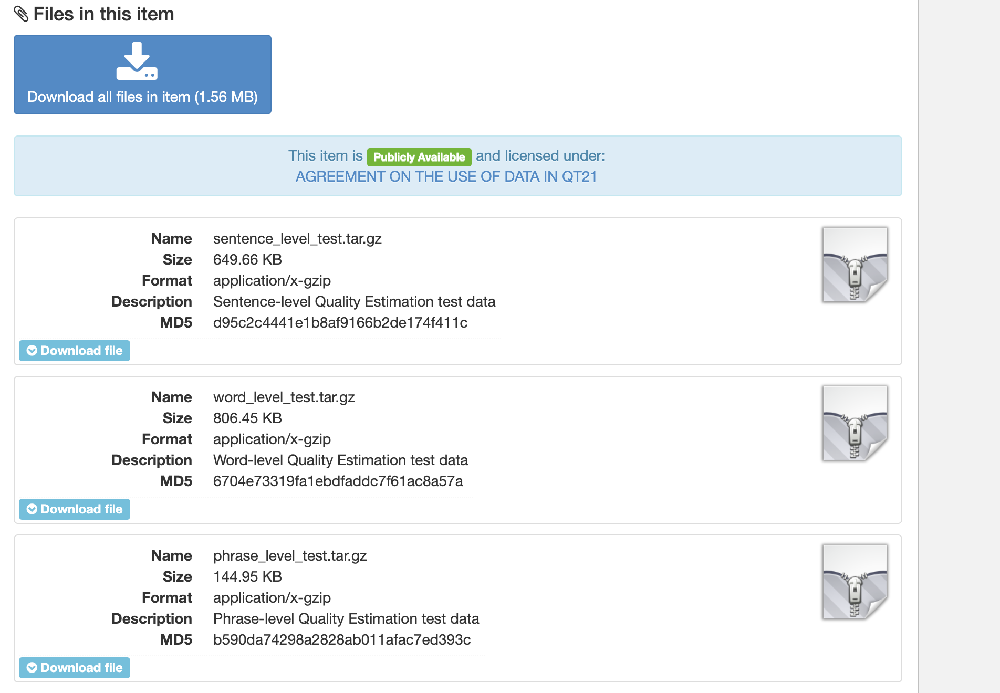 Files in this item
Download all files in item (1.56 MB)
This item is Publicly Available and licensed under:
AGREEMENT ON THE USE OF DATA IN QT21
Name sentence_level_test.tar.gz
Size 649.66 KB
Format application/x-gzip
Description Sentence-level Quality Estimation test data
MD5 d95c2c4441e1b8af9166b2de174f411c
Download file
Name word_level_test.tar.gz
Size 806.45 KB
Format application/x-gzip
Description Word-level Quality Estimation test data
MD5 6704e73319fa1ebdfaddc7f61ac8a57a
Download file
Name phrase_level_test.tar.gz
Size 144.95 KB
Format application/x-gzip
Description Phrase-level Quality Estimation test data
MD5 b590da74298a2828ab011afac7ed393c
Download file